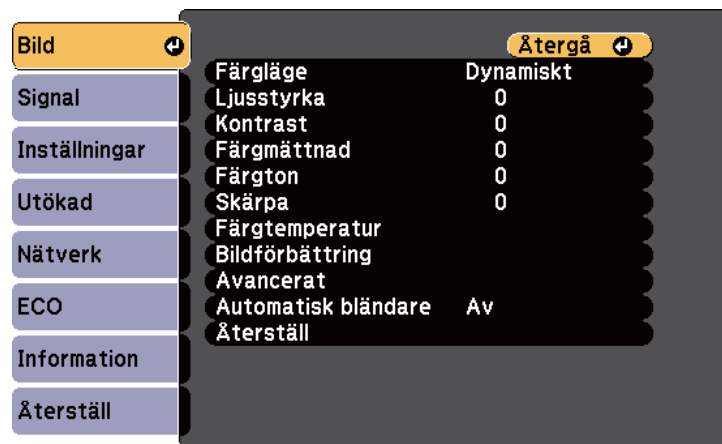 Bild
Signal
Inställningar
Utökad
Nätverk
ECO
Information
Återställ
Återgå
Färgläge Dynamiskt
Ljusstyrka 0
Kontrast 0
Färgmättnad 0
Färgton 0
Skärpa 0
Färgtemperatur
Bildförbättring
Avancerat
Automatisk bländare Av
Återställ